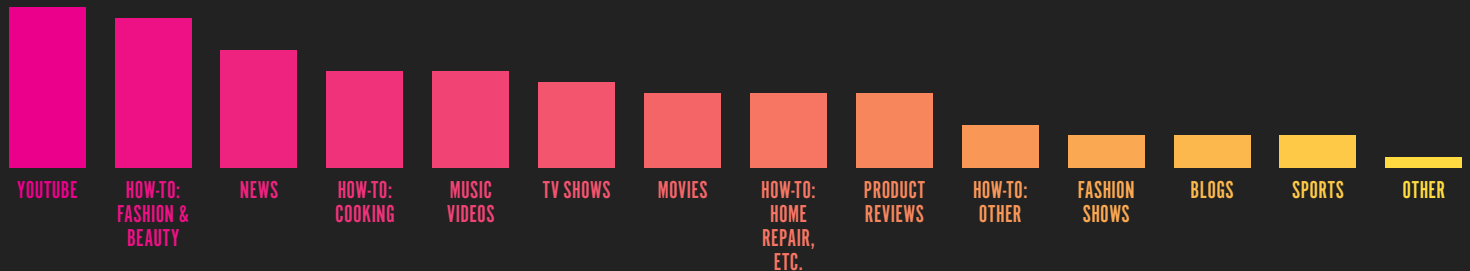 YOUTUBE
HOW-TO:
FASHION &
BEAUTY
NEWS
HOW-TO:
COOKING
MUSIC
VIDEOS
TV SHOWS
MOVIES
HOW-TO:
HOME
REPAIR,
ETC.
PRODUCT
REVIEWS
HOW-TO:
OTHER
FASHION
SHOWS
BLOGS
SPORTS
OTHER